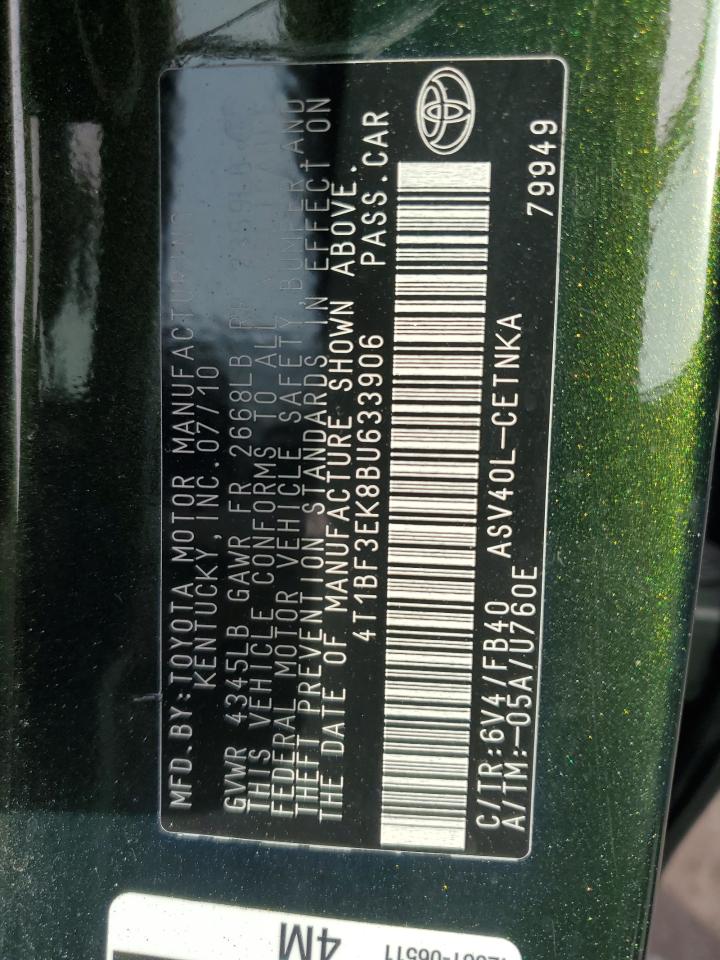 MFD.BY:TOYOTA MOTOR MANUFACTURING
KENTUCKY,INC. 07/10
GVWR 4345LB GAWR FR 2668LB RR
THIS VEHICLE CONFORMS TO ALL
FEDERAL MOTOR VEHICLE SAFETY, BUMPER AND
THEFT PREVENTION STANDARDS IN EFFECT ON
THE DATE OF MANUFACTURE SHOWN ABOVE.
4T1BF3EK8BU633906 PASS.CAR
C/TR:6V4/FB40 ASV40L-CETNKA 79949
A/TM:-05A/U760E
4M